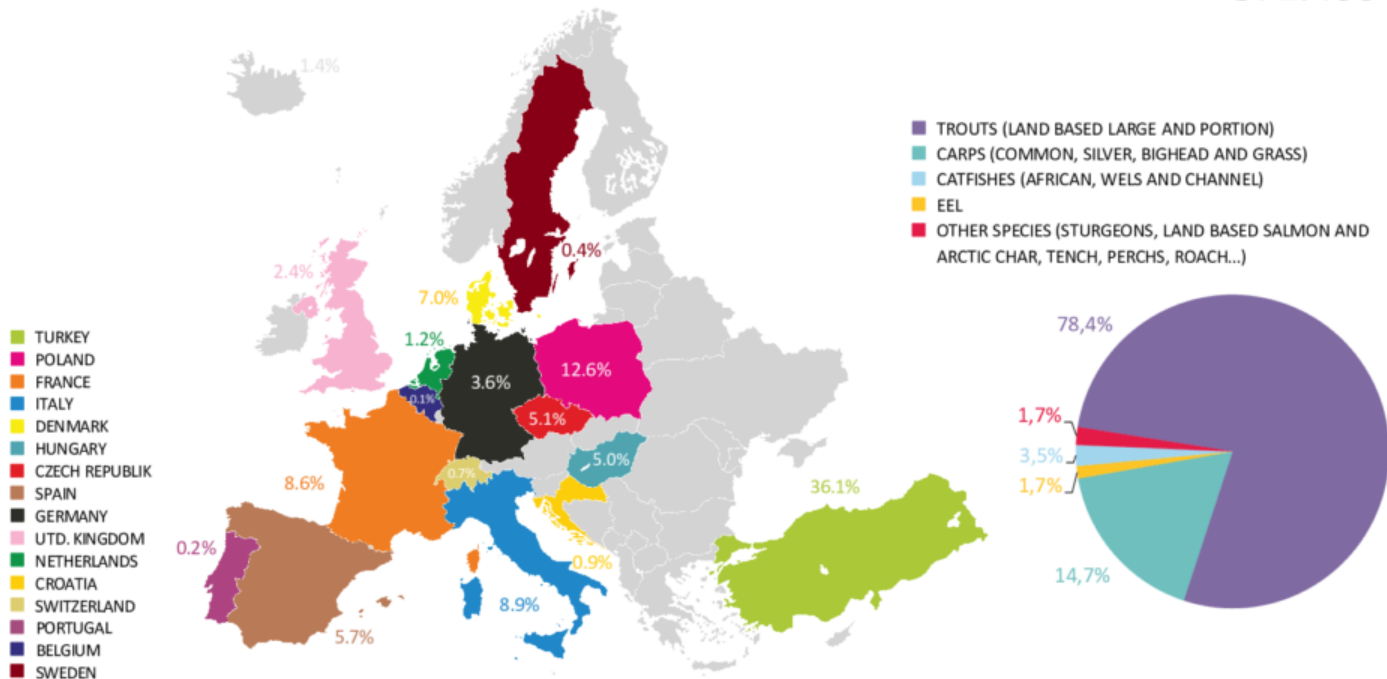 1.4%
0.4%
2.4%
7.0%
1.2%
3.6%
12.6%
0.1%
5.1%
5.0%
0.7%
8.6%
36.1%
0.2%
0.9%
8.9%
5.7%
TURKEY
POLAND
FRANCE
ITALY
DENMARK
HUNGARY
CZECH REPUBLIK
SPAIN
GERMANY
UTD. KINGDOM
NETHERLANDS
CROATIA
SWITZERLAND
PORTUGAL
BELGIUM
SWEDEN
TROUTS (LAND BASED LARGE AND PORTION)
CARPS (COMMON, SILVER, BIGHEAD AND GRASS)
CATFISHES (AFRICAN, WELS AND CHANNEL)
EEL
OTHER SPECIES (STURGEONS, LAND BASED SALMON AND
ARCTIC CHAR, TENCH, PERCHS, ROACH...)
78,4%
1,7%
3,5%
1,7%
14,7%